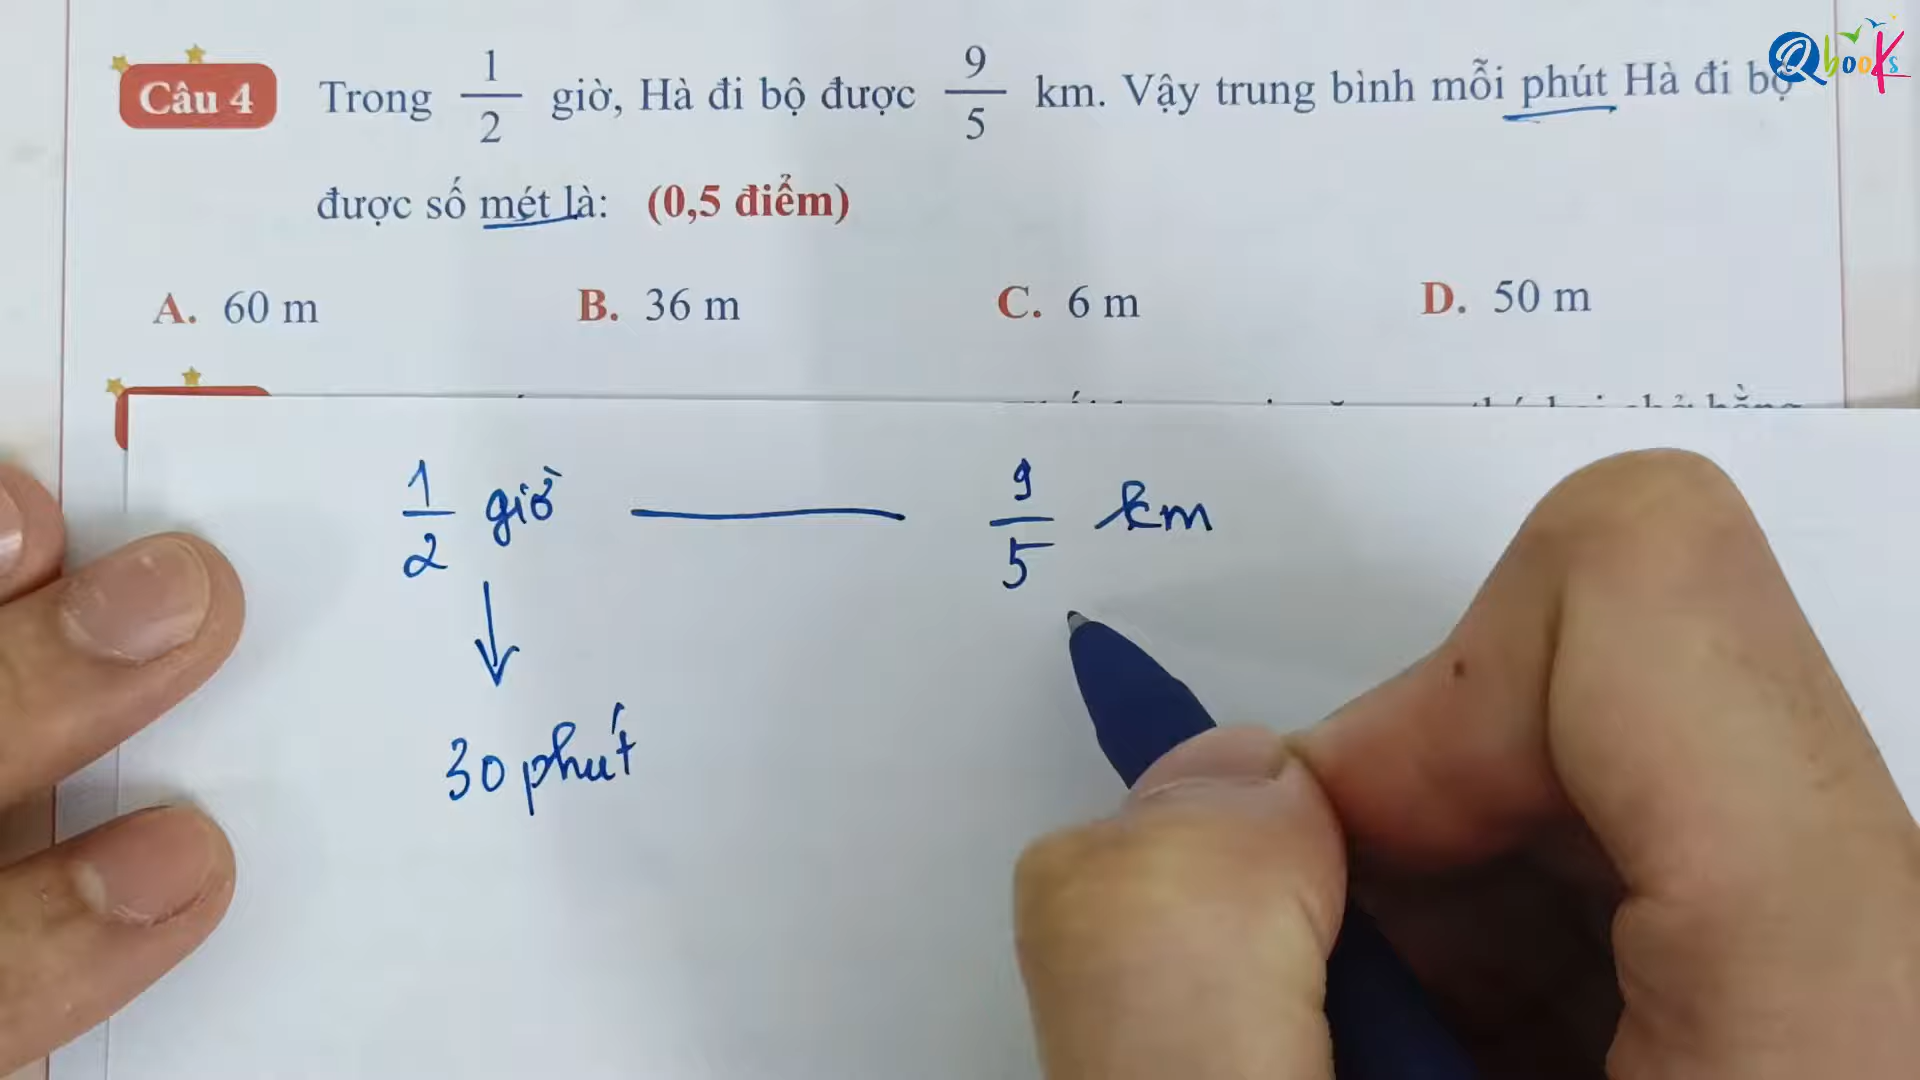 Qbooks
Câu 4 Trong 1/2 giờ, Hà đi bộ được 9/5 km. Vậy trung bình mỗi phút Hà đi bộ
được số mét là: (0,5 điểm)
A. 60 m B. 36 m C. 6 m D. 50 m
1/2 giờ 9/5 km
30 phút